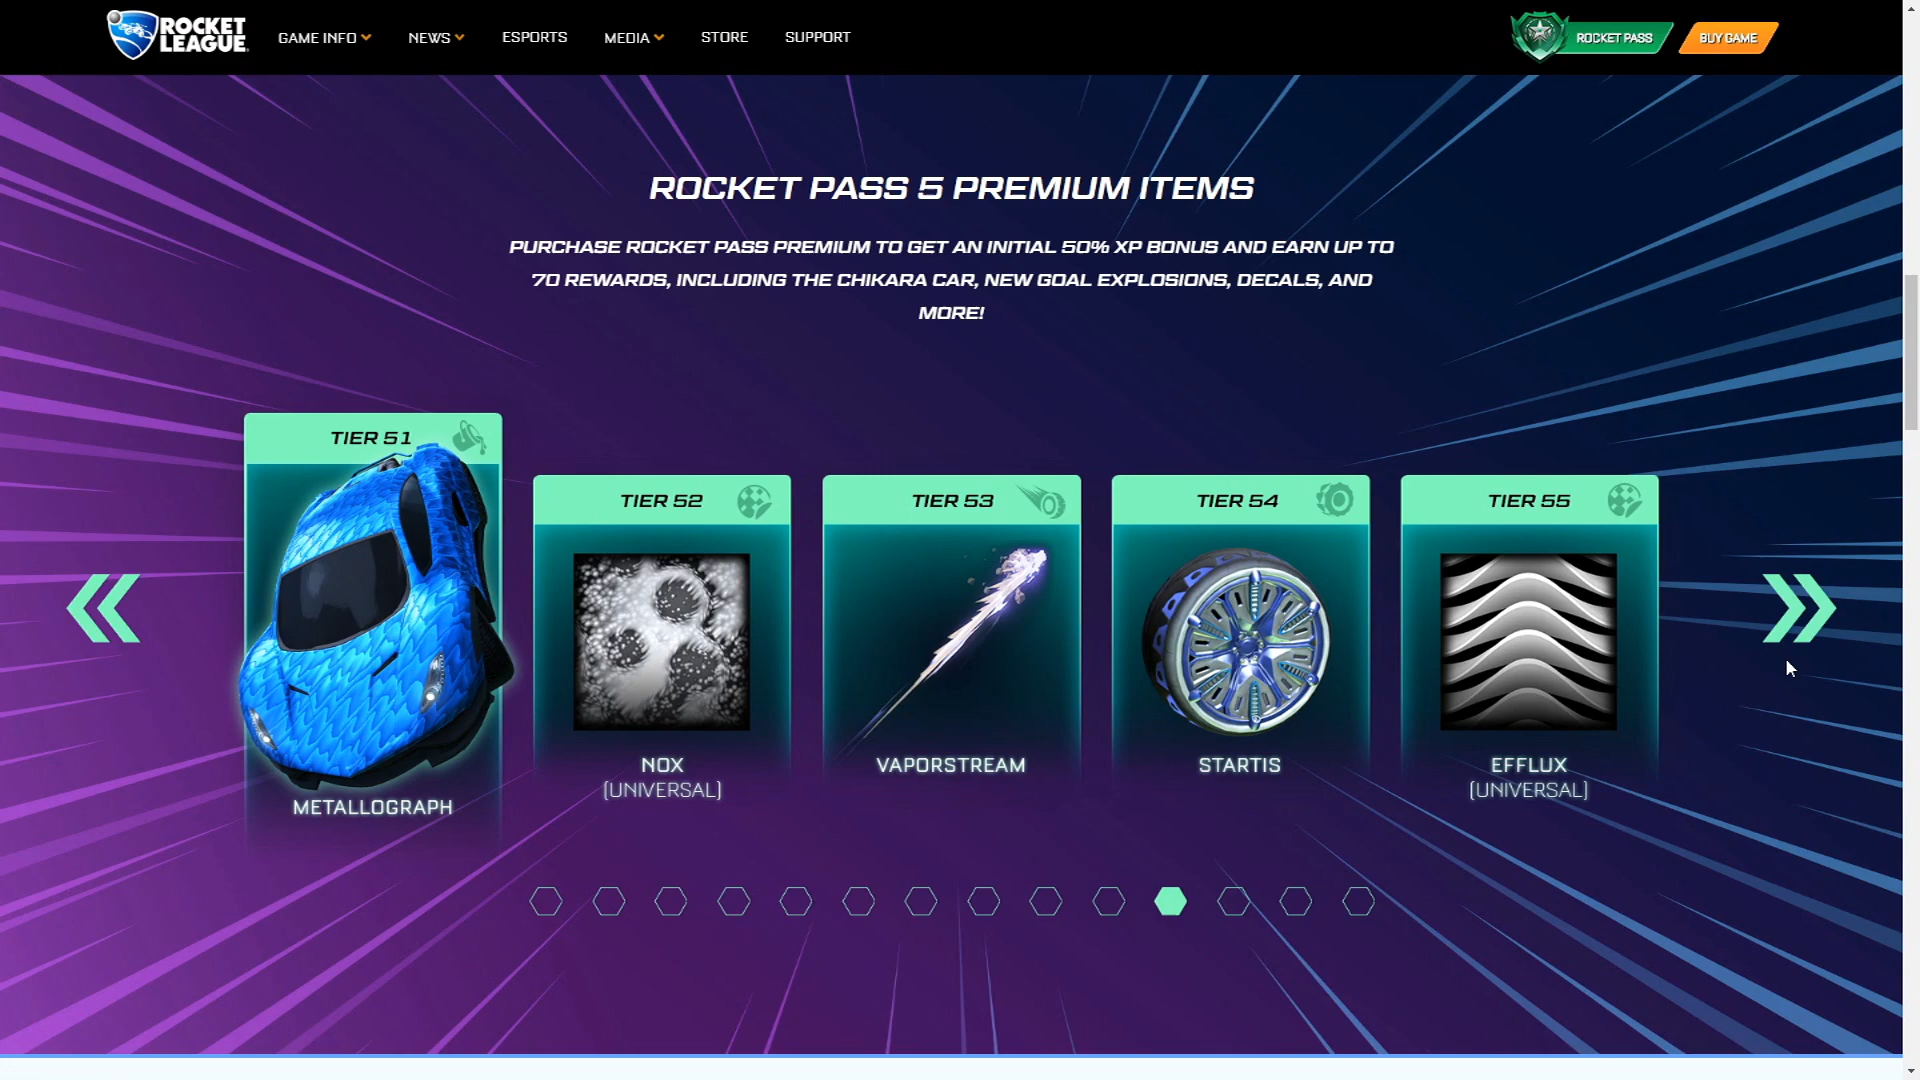 ROCKET
LEAGUE
GAME INFO
NEWS
ESPORTS
MEDIA
STORE
SUPPORT
ROCKET PASS
BUY GAME
ROCKET PASS 5 PREMIUM ITEMS
PURCHASE ROCKET PASS PREMIUM TO GET AN INITIAL 50% XP BONUS AND EARN UP TO
70 REWARDS, INCLUDING THE CHIKARA CAR, NEW GOAL EXPLOSIONS, DECALS, AND
MORE!
TIER 51
METALLOGRAPH
TIER 52
NOX
(UNIVERSAL)
TIER 53
VAPORSTREAM
TIER 54
STARTIS
TIER 55
EFFLUX
(UNIVERSAL)